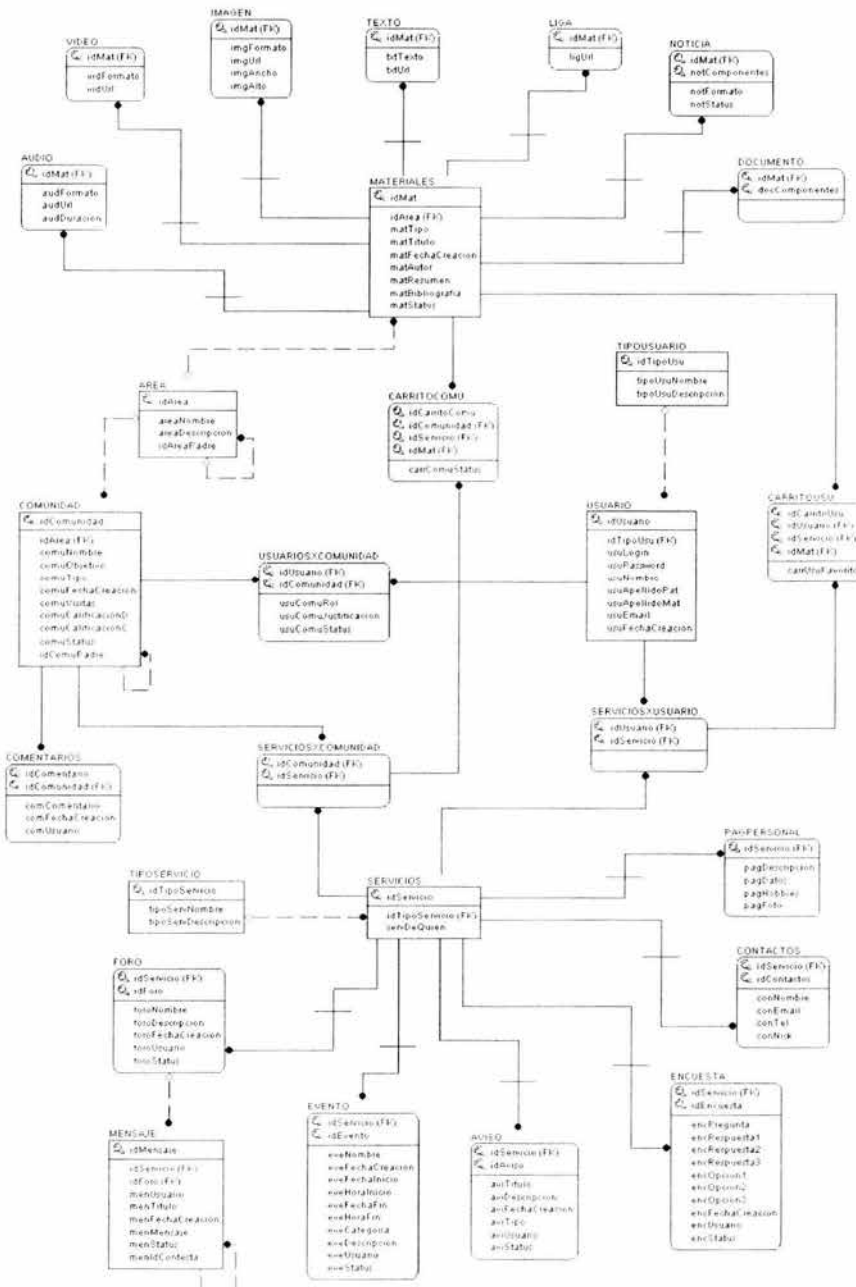 IMAGEN
idMat(FK)
imgFormato
imgUrl
imgAncho
imgAlto
TEXTO
idMat(FK)
txtTexto
txtUrl
LIGA
idMat(FK)
ligUrl
VIDEO
idMat(FK)
vidFormato
vidUrl
NOTICIA
idMat(FK)
notComponentes
notFormato
notStatus
AUDIO
idMat(FK)
audFormato
audUrl
audDuracion
DOCUMENTO
idMat(FK)
docComponentes
MATERIALES
idMat
idArea (FK)
matTipo
matTitulo
matFechaCreacion
matAutor
matResumen
matBibliografia
matStatus
TIPOUSUARIO
idTipoUsu
tipoUsuNombre
tipoUsuDescripcion
AREA
idArea
areaNombre
areaDescripcion
idAreaPadre
CARRITOCOMU
idCarritoComu
idComunidad(FK)
idServicio(FK)
idMat(FK)
carrComuStatus
COMUNIDAD
idComunidad
idArea(FK)
comuNombre
comuObjetivo
comuTipo
comuFechaCreacion
comuVisitas
comuCalificacionD
comuCalificacionC
comuStatus
idComuPadre
USUARIOSXCOMUNIDAD
idUsuario(FK)
idComunidad(FK)
usuComuRol
usuComuJustificacion
usuComuStatus
USUARIO
idUsuario
idTipoUsu(FK)
usuLogin
usuPassword
usuNombre
usuApellidoPat
usuApellidoMat
usuEmail
usuFechaCreacion
CARRITOUSU
idCarritoUsu
idUsuario(FK)
idServicio(FK)
idMat(FK)
carrUsuFavorito
COMENTARIOS
idComentario
idComunidad(FK)
comComentario
comFechaCreacion
comUsuario
SERVICIOSXCOMUNIDAD
idComunidad(FK)
idServicio(FK)
SERVICIOSXUSUARIO
idUsuario(FK)
idServicio(FK)
TIPOSERVICIO
idTipoServicio
tipoServNombre
tipoServDescripcion
SERVICIOS
idServicio
idTipoServicio(FK)
serDeQuien
PAGPERSONAL
idServicio(FK)
pagDescripcion
pagDatos
pagHobbies
pagFoto
CONTACTOS
idServicio(FK)
idContactos
conNombre
conEmail
conTel
conNick
FORO
idServicio(FK)
idForo
foroNombre
foroDescripcion
foroFechaCreacion
foroUsuario
foroStatus
MENSAJE
idMensaje
idServicio(FK)
idForo(FK)
menUsuario
menTitulo
menFechaCreacion
menMensaje
menStatus
menIdContesta
EVENTO
idServicio(FK)
idEvento
eveNombre
eveFechaCreacion
eveFechaInicio
eveHoraInicio
eveFechaFin
eveHoraFin
eveCategoria
eveDescripcion
eveUsuario
eveStatus
AVISO
idServicio(FK)
idAviso
aviTitulo
aviDescripcion
aviFechaCreacion
aviTipo
aviUsuario
aviStatus
ENCUESTA
idServicio(FK)
idEncuesta
encPregunta
encRespuesta1
encRespuesta2
encRespuesta3
encOpcion1
encOpcion2
encOpcion3
encFechaCreacion
encUsuario
encStatus